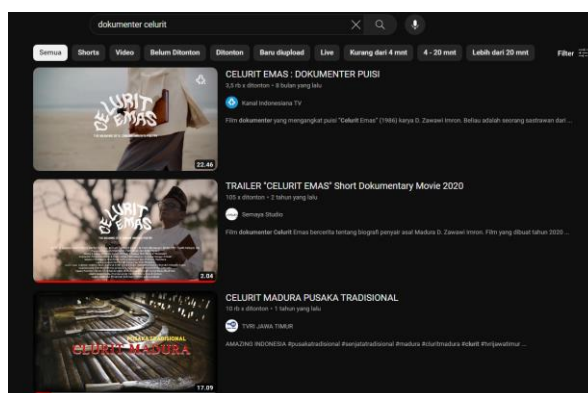 dokumenter celurit
Semua Shorts Video Belum Ditonton Ditonton Baru diupload Live Kurang dari 4 mnt 4 - 20 mnt Lebih dari 20 mnt Filter
CELURIT EMAS
22.46
CELURIT EMAS : DOKUMENTER PUISI
3,5 rb x ditonton • 8 bulan yang lalu
Kanal Indonesiana TV
Film dokumenter yang mengangkat puisi "Celurit Emas" (1986) karya D. Zawawi Imron. Beliau adalah seorang sastrawan dari ...
CELURIT EMAS
2.04
TRAILER "CELURIT EMAS" Short Dokumentary Movie 2020
105 x ditonton • 2 tahun yang lalu
Semaya Studio
Film dokumenter Celurit Emas bercerita tentang biografi penyair asal Madura D. Zawawi Imron. Film yang dibuat tahun 2020 ...
PUSAKA TRADISIONAL
CLURIT MADURA
17.09
CELURIT MADURA PUSAKA TRADISIONAL
10 rb x ditonton • 1 tahun yang lalu
TVRI JAWA TIMUR
AMAZING INDONESIA #pusakatradisional #senjatatradisional #madura #cluritmadura #clurit #tvrijawatimur ...